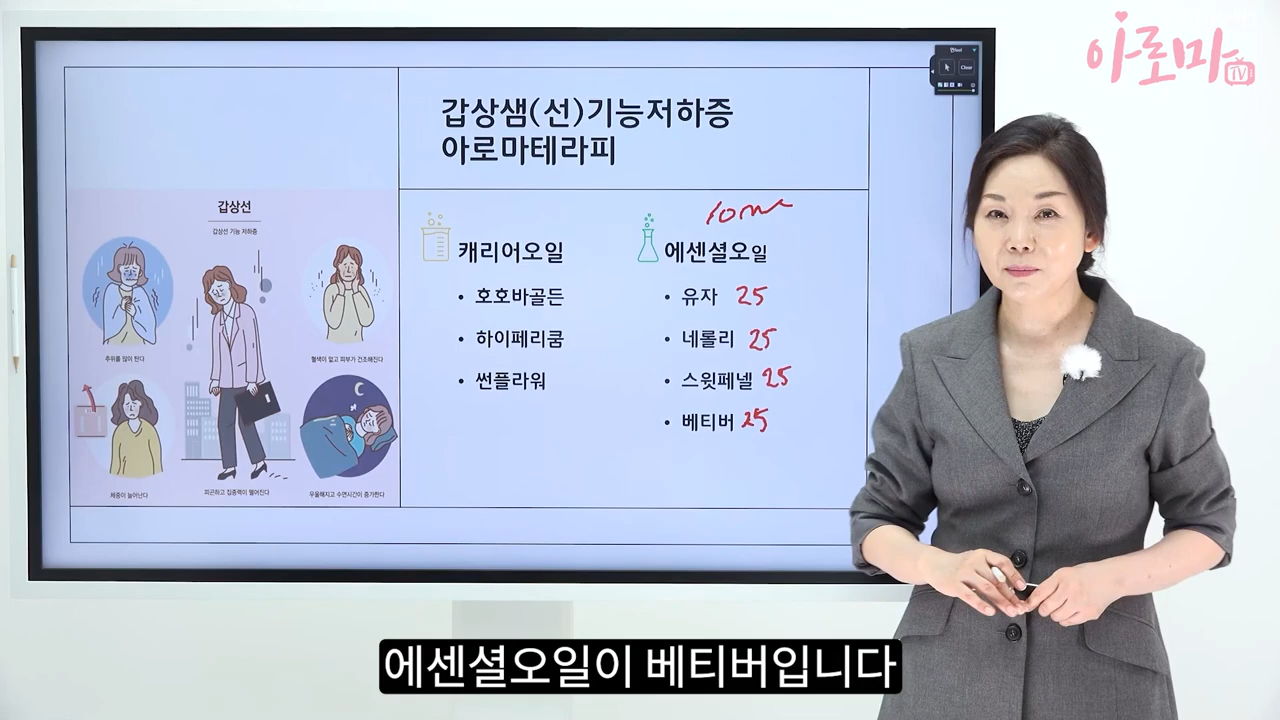 아로마
TV
Clear
갑상샘(선)기능저하증
아로마테라피
갑상선
갑상선 기능 저하증
추위를 많이 탄다
혈색이 없고 피부가 건조해진다
체중이 늘어난다
피곤하고 집중력이 떨어진다
우울해지고 수면시간이 증가한다
캐리어오일
• 호호바골든
• 하이페리쿰
• 썬플라워
10ml
에센셜오일
• 유자 25
• 네롤리 25
• 스윗페넬 25
• 베티버 25
에센셜오일이 베티버입니다